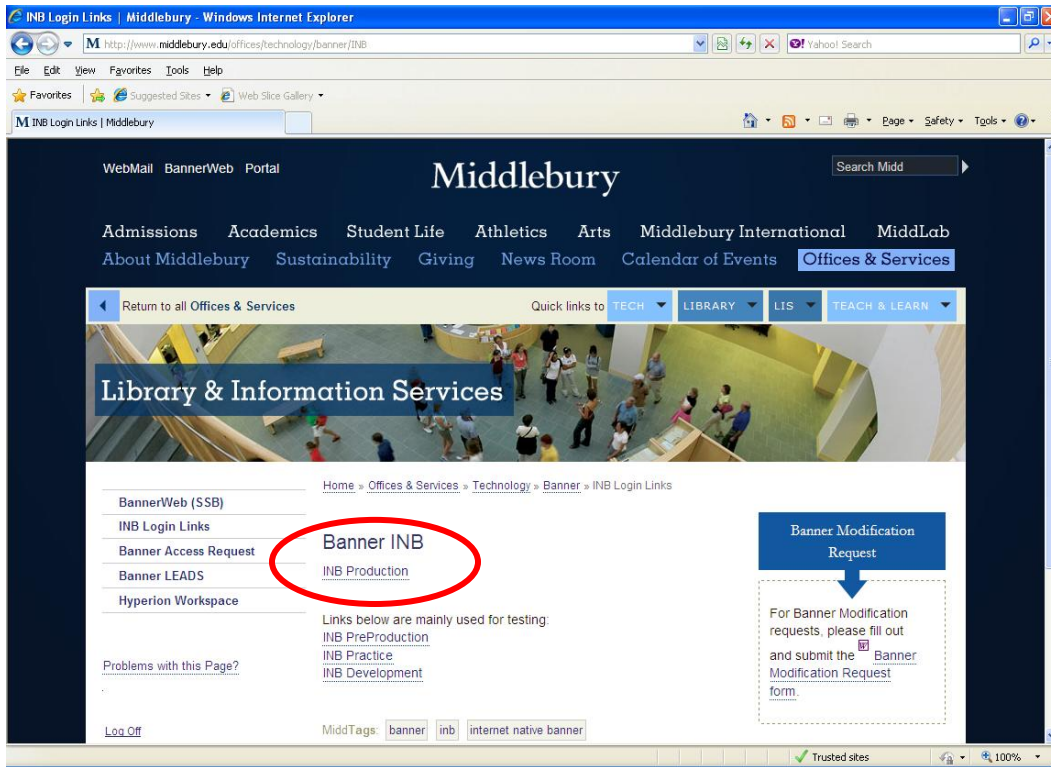 INB Login Links | Middlebury - Windows Internet Explorer
M http://www.middlebury.edu/offices/technology/banner/INB
Yahoo! Search
File Edit View Favorites Tools Help
Favorites Suggested Sites Web Slice Gallery
M INB Login Links | Middlebury
Page Safety Tools
WebMail BannerWeb Portal
Middlebury
Search Midd
Admissions Academics Student Life Athletics Arts Middlebury International MiddLab
About Middlebury Sustainability Giving News Room Calendar of Events Offices & Services
Return to all Offices & Services
Quick links to TECH LIBRARY LIS TEACH & LEARN
Library & Information Services
Home » Offices & Services » Technology » Banner » INB Login Links
BannerWeb (SSB)
INB Login Links
Banner Access Request
Banner LEADS
Hyperion Workspace
Problems with this Page?
Log Off
Banner INB
INB Production
Links below are mainly used for testing:
INB PreProduction
INB Practice
INB Development
MiddTags: banner inb internet native banner
Banner Modification
Request
For Banner Modification
requests, please fill out
and submit the Banner
Modification Request
form.
Trusted sites
100%